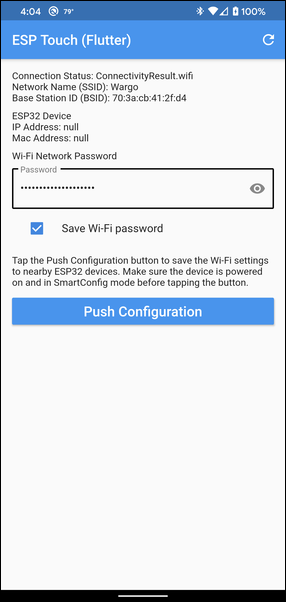 4:04 79° 100%
ESP Touch (Flutter)
Connection Status: ConnectivityResult.wifi
Network Name (SSID): Wargo
Base Station ID (BSID): 70:3a:cb:41:2f:d4
ESP32 Device
IP Address: null
Mac Address: null
Wi-Fi Network Password
Password
••••••••••••••••••••
Save Wi-Fi password
Tap the Push Configuration button to save the Wi-Fi settings
to nearby ESP32 devices. Make sure the device is powered
on and in SmartConfig mode before tapping the button.
Push Configuration